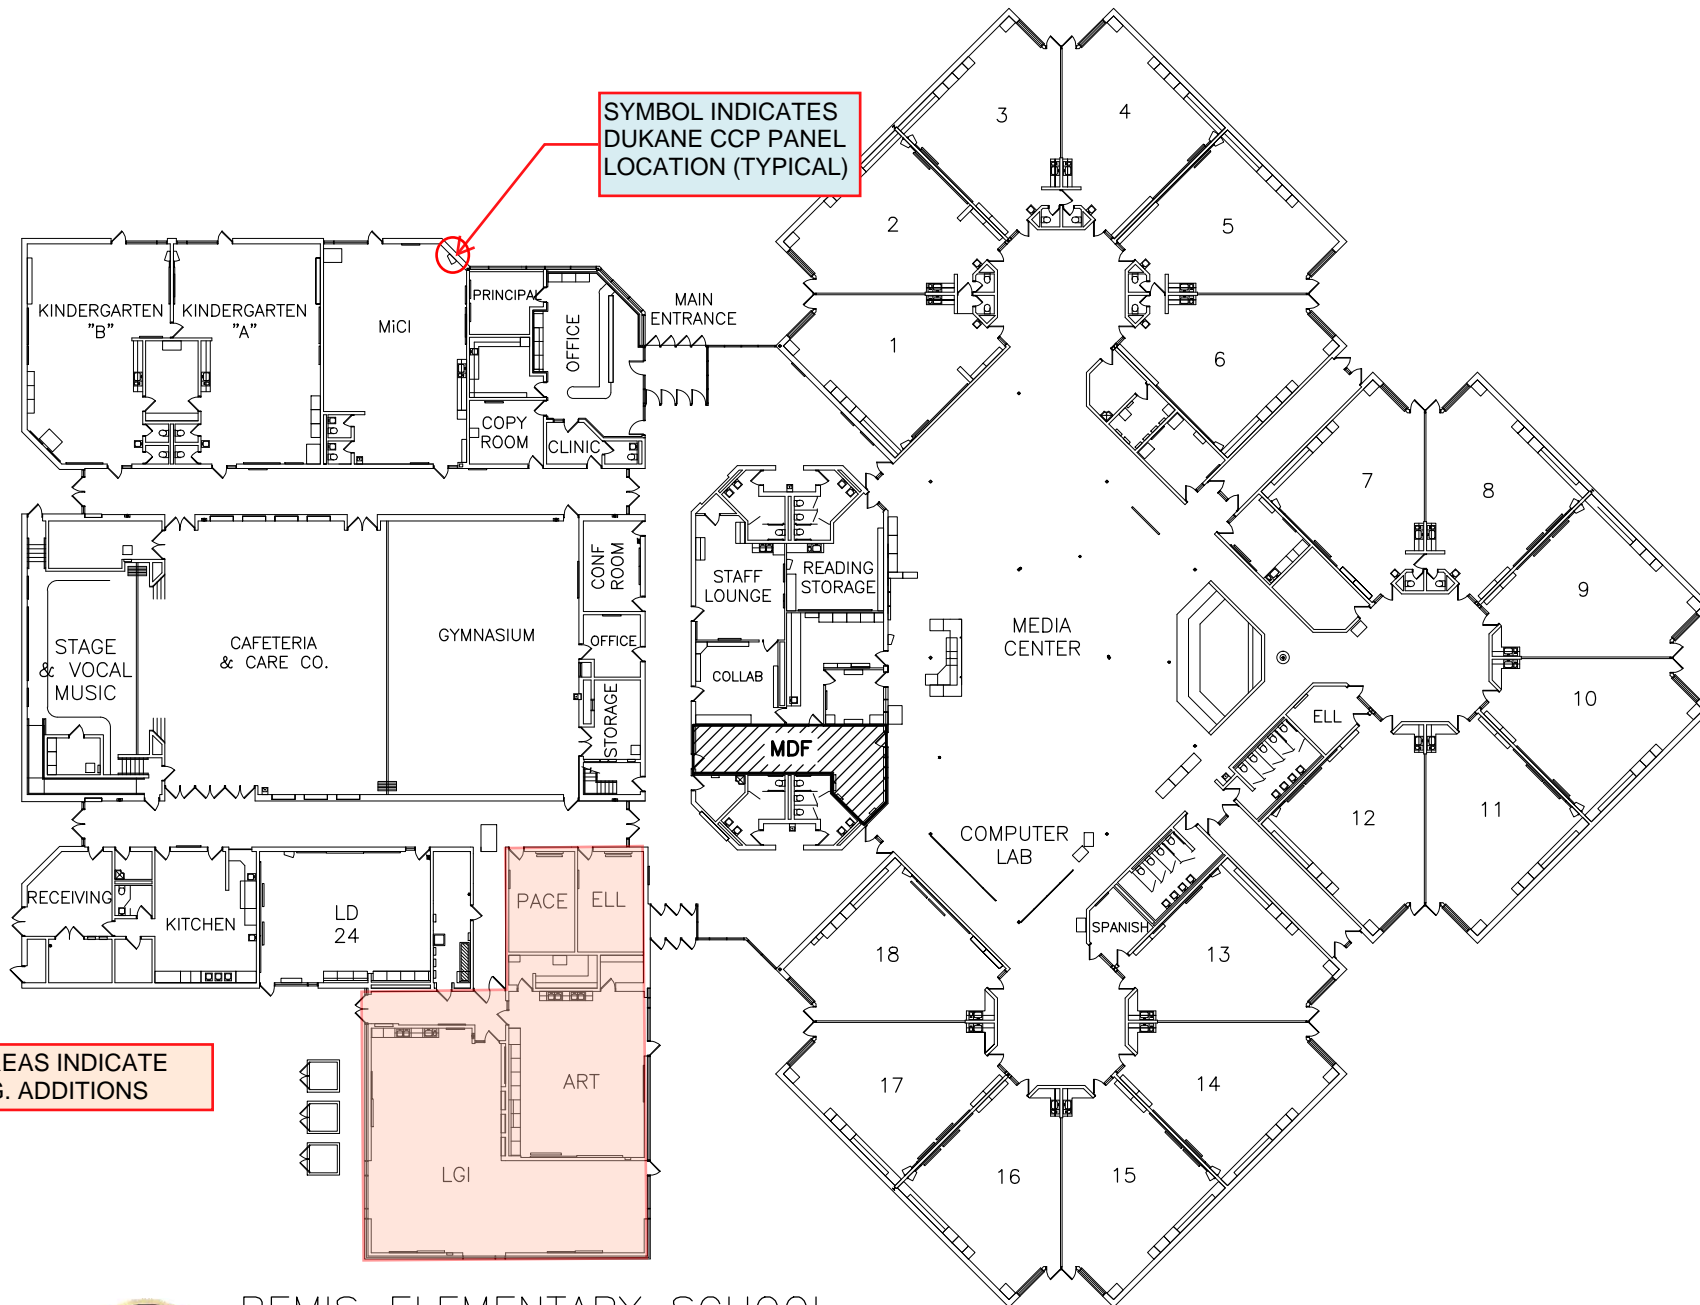 SYMBOL INDICATES
DUKANE CCP PANEL
LOCATION (TYPICAL)
3
4
2
5
1
6
KINDERGARTEN
"B"
KINDERGARTEN
"A"
MiCI
PRINCIPAL
OFFICE
MAIN
ENTRANCE
COPY
ROOM
CLINIC
7
8
9
10
11
12
ELL
STAGE
& VOCAL
MUSIC
CAFETERIA
& CARE CO.
GYMNASIUM
CONF
ROOM
OFFICE
STORAGE
STAFF
LOUNGE
READING
STORAGE
COLLAB
MDF
MEDIA
CENTER
COMPUTER
LAB
SPANISH
RECEIVING
KITCHEN
LD
24
PACE
ELL
ART
LGI
18
13
17
14
16
15
EAS INDICATE
. ADDITIONS
BEMIS ELEMENTARY SCHOOL